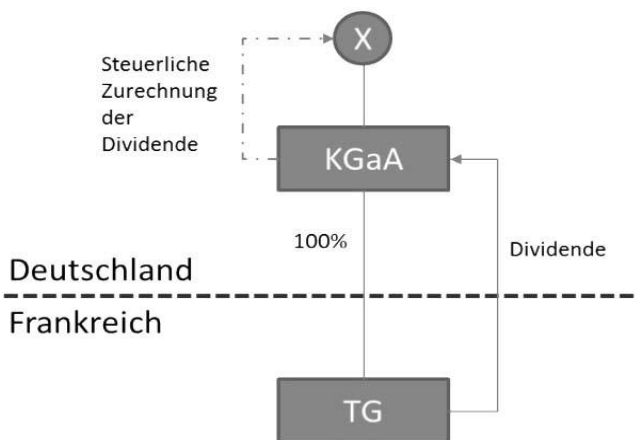 X
Steuerliche
Zurechnung
der
Dividende
KGaA
100%
Dividende
Deutschland
Frankreich
TG